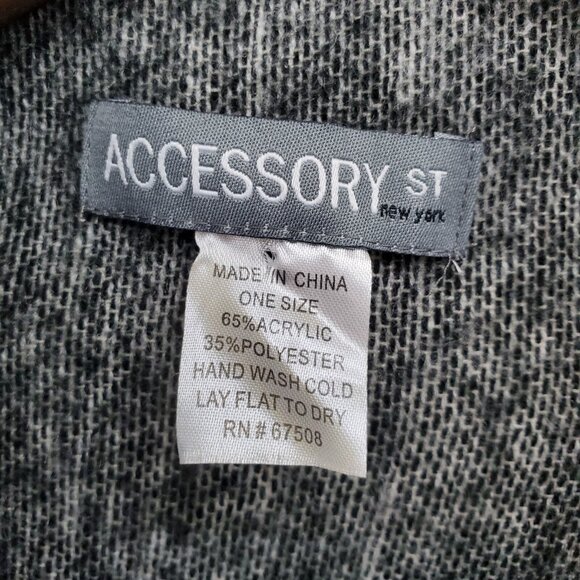 ACCESSORY ST
new york
MADE IN CHINA
ONE SIZE
65%ACRYLIC
35%POLYESTER
HAND WASH COLD
LAY FLAT TO DRY
RN # 67508